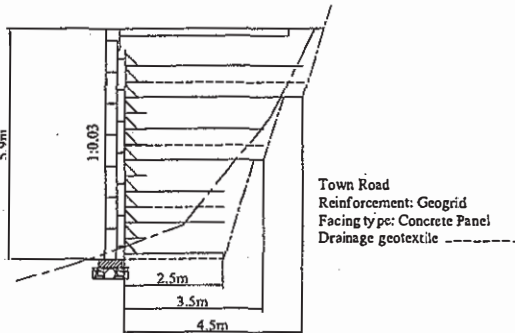 5.9m
1:0.03
Town Road
Reinforcement: Geogrid
Facing type: Concrete Panel
Drainage geotextile
2.5m
3.5m
4.5m